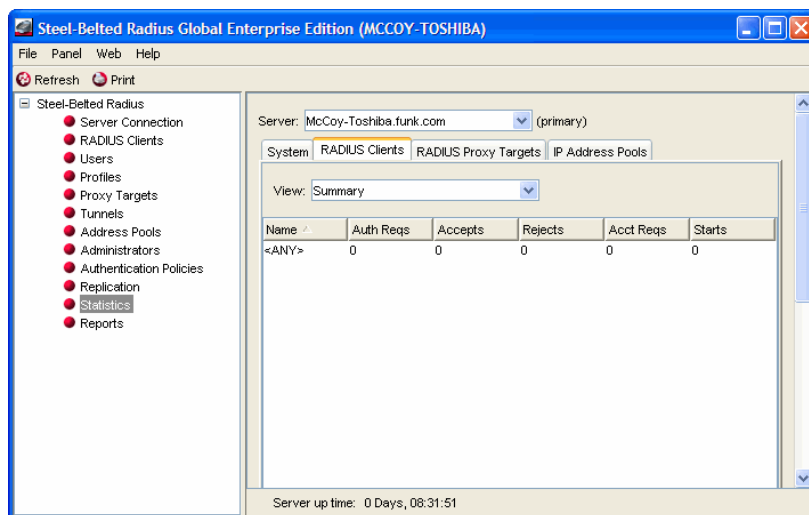 Steel-Belted Radius Global Enterprise Edition (MCCOY-TOSHIBA)
File Panel Web Help
Refresh Print
Steel-Belted Radius
Server Connection
RADIUS Clients
Users
Profiles
Proxy Targets
Tunnels
Address Pools
Administrators
Authentication Policies
Replication
Statistics
Reports
Server: McCoy-Toshiba.funk.com (primary)
System RADIUS Clients RADIUS Proxy Targets IP Address Pools
View: Summary
Name Auth Reqs Accepts Rejects Acct Reqs Starts
<ANY> 0 0 0 0 0
Server up time: 0 Days, 08:31:51